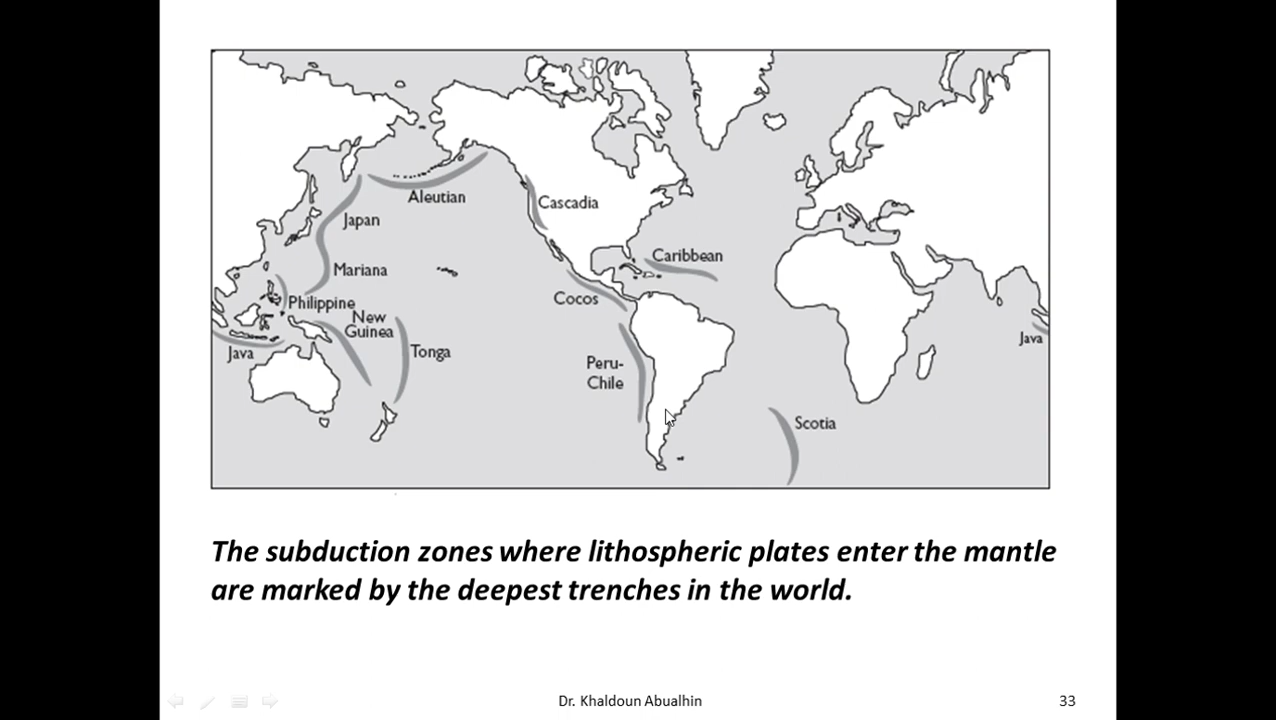 Aleutian
Cascadia
Japan
Caribbean
Mariana
Cocos
Philippine
New
Guinea
Java
Tonga
Java
Peru-
Chile
Scotia
The subduction zones where lithospheric plates enter the mantle
are marked by the deepest trenches in the world.
Dr. Khaldoun Abualhin
33